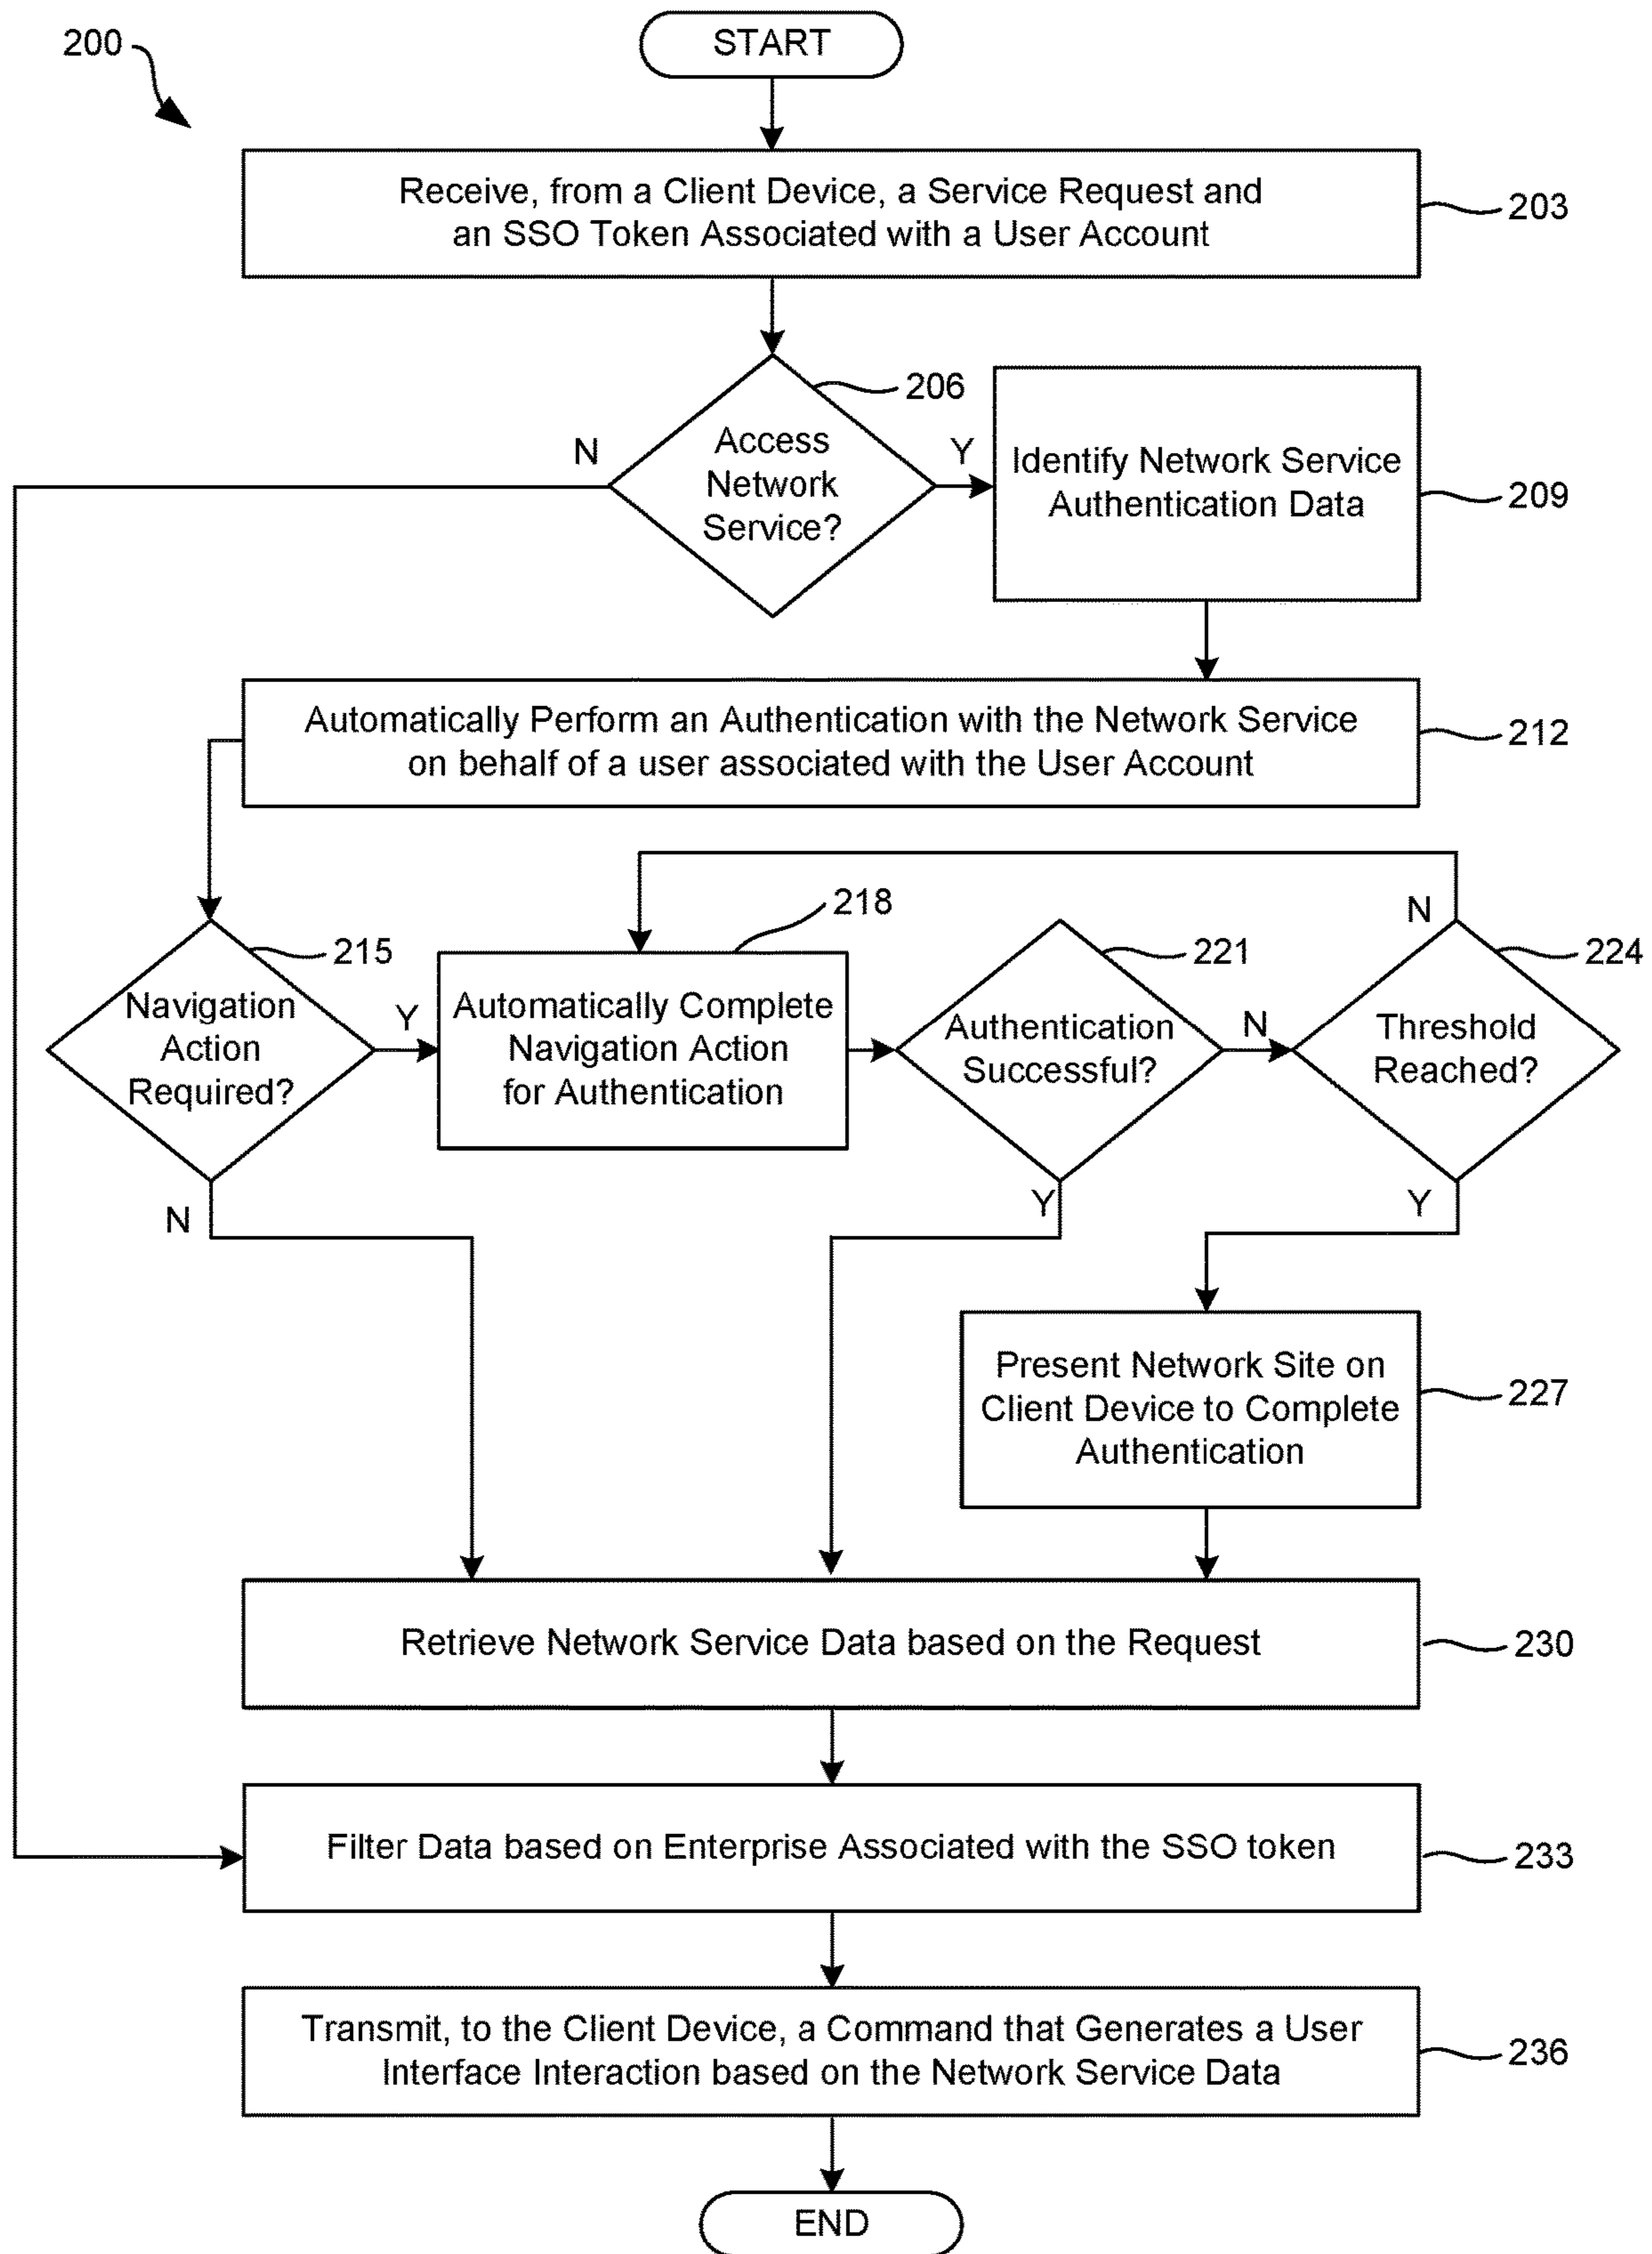 200
START
Receive, from a Client Device, a Service Request and
an SSO Token Associated with a User Account
203
206
Access
Network
Service?
N
Y
Identify Network Service
Authentication Data
209
Automatically Perform an Authentication with the Network Service
on behalf of a user associated with the User Account
212
215
Navigation
Action
Required?
Y
N
218
Automatically Complete
Navigation Action
for Authentication
221
Authentication
Successful?
N
Y
224
Threshold
Reached?
N
Y
Present Network Site on
Client Device to Complete
Authentication
227
Retrieve Network Service Data based on the Request
230
Filter Data based on Enterprise Associated with the SSO token
233
Transmit, to the Client Device, a Command that Generates a User
Interface Interaction based on the Network Service Data
236
END